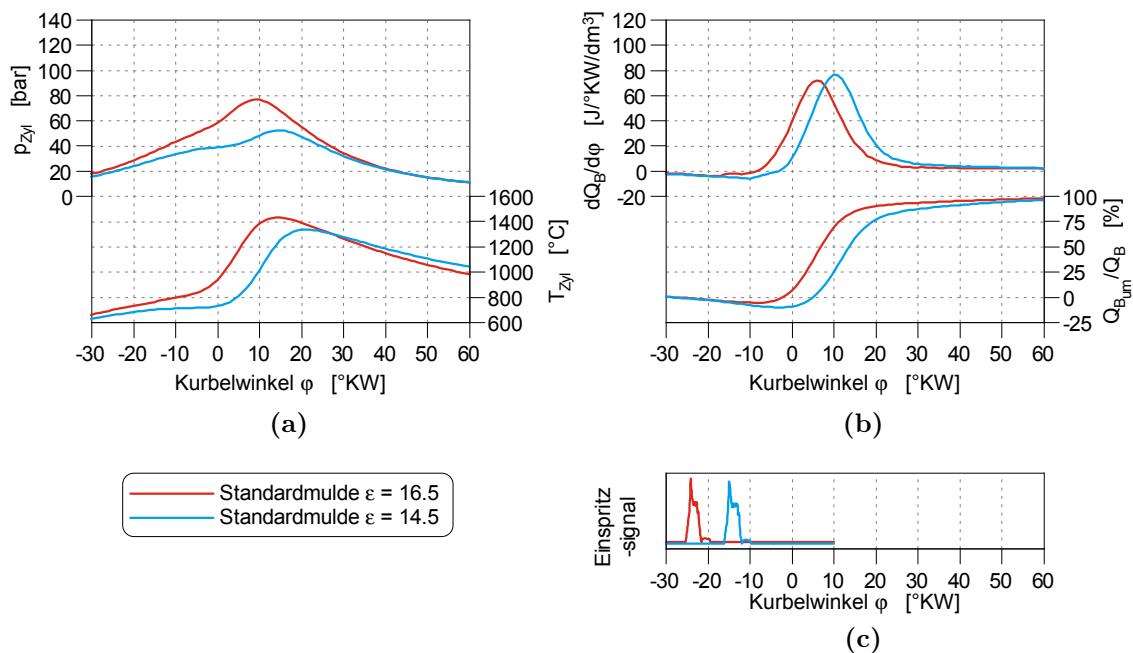 140
120
100
80
60
40
20
0
p_Zyl [bar]
1600
1400
1200
1000
800
600
T_Zyl [°C]
-30 -20 -10 0 10 20 30 40 50 60
Kurbelwinkel φ [°KW]
(a)
120
100
80
60
40
20
0
-20
dQ_B/dφ [J/°KW/dm³]
100
75
50
25
0
-25
Q_B_um/Q_B [%]
-30 -20 -10 0 10 20 30 40 50 60
Kurbelwinkel φ [°KW]
(b)
Standardmulde ε = 16.5
Standardmulde ε = 14.5
Einspritz
-signal
-30 -20 -10 0 10 20 30 40 50 60
Kurbelwinkel φ [°KW]
(c)